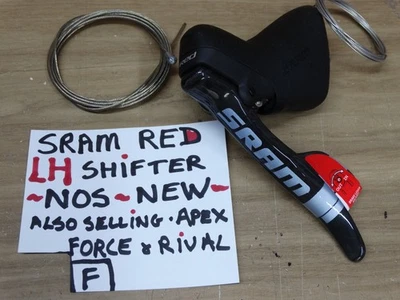 SRAM RED
LH SHIFTER
~NOS~NEW~
ALSO SELLING · APEX
FORCE & RIVAL
F
SRAM